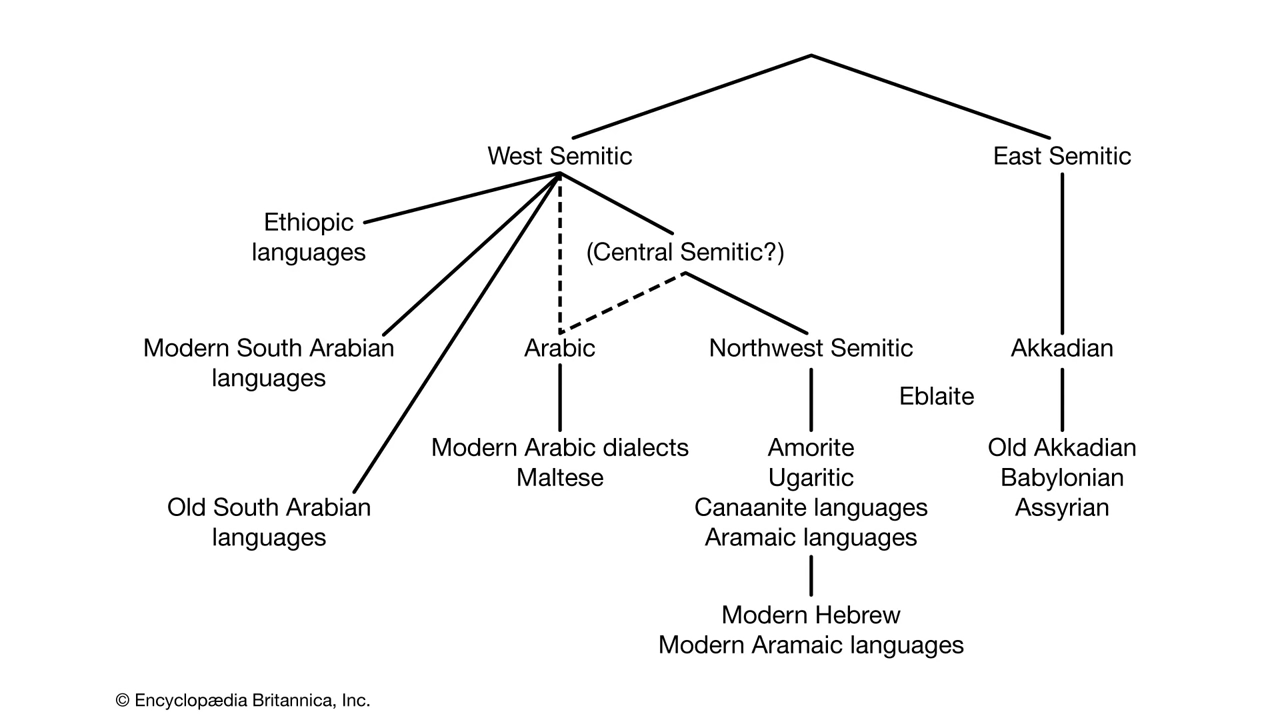 West Semitic
East Semitic
Ethiopic
languages
(Central Semitic?)
Modern South Arabian
languages
Arabic
Northwest Semitic
Akkadian
Eblaite
Modern Arabic dialects
Maltese
Amorite
Ugaritic
Canaanite languages
Aramaic languages
Old Akkadian
Babylonian
Assyrian
Old South Arabian
languages
Modern Hebrew
Modern Aramaic languages
© Encyclopædia Britannica, Inc.